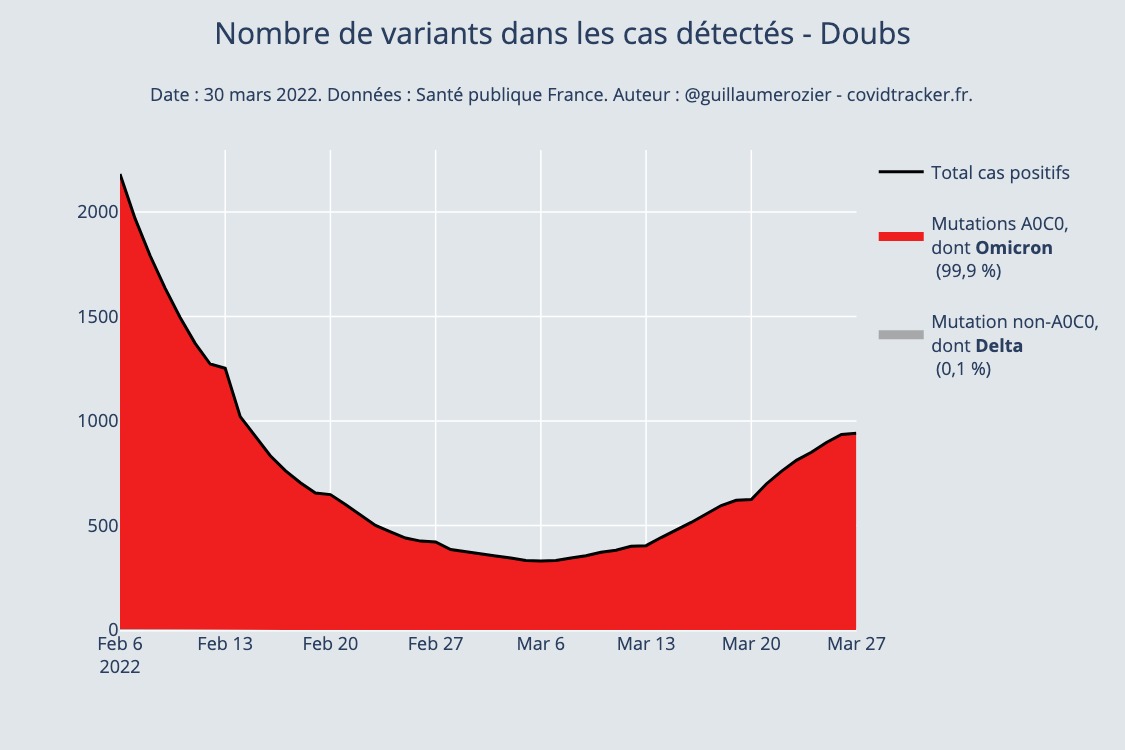 Nombre de variants dans les cas détectés - Doubs
Date : 30 mars 2022. Données : Santé publique France. Auteur : @guillaumerozier - covidtracker.fr.
Total cas positifs
Mutations A0C0,
dont Omicron
(99,9 %)
Mutation non-A0C0,
dont Delta
(0,1 %)
2000
1500
1000
500
0
Feb 6
2022
Feb 13
Feb 20
Feb 27
Mar 6
Mar 13
Mar 20
Mar 27